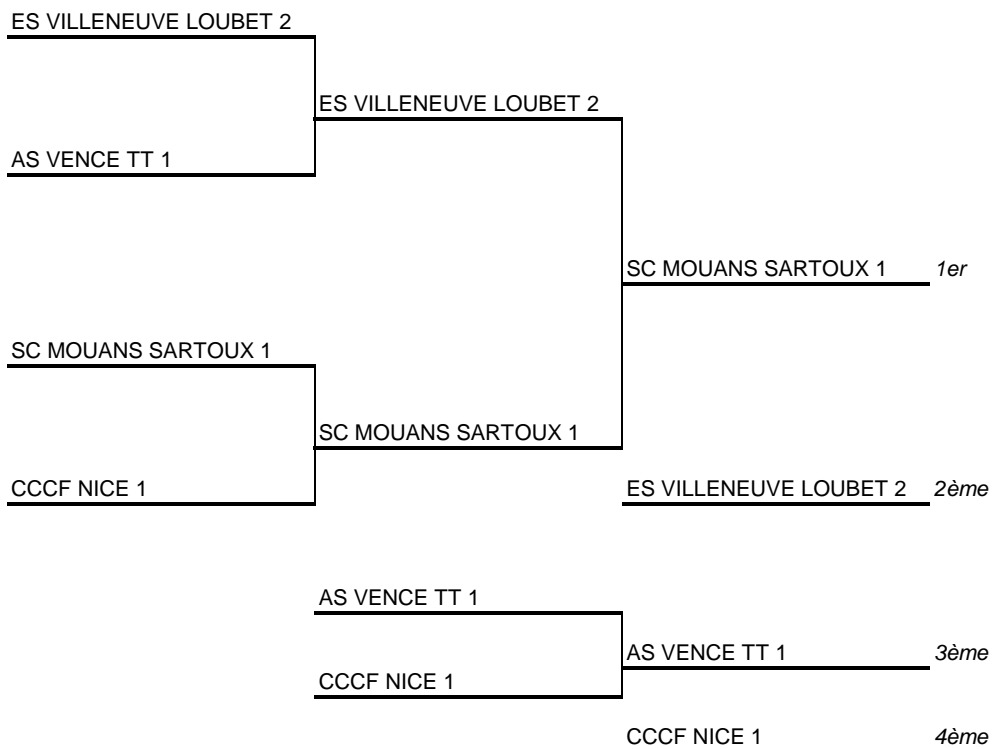 ES VILLENEUVE LOUBET 2
ES VILLENEUVE LOUBET 2
AS VENCE TT 1
SC MOUANS SARTOUX 1 1er
SC MOUANS SARTOUX 1
SC MOUANS SARTOUX 1
CCCF NICE 1
ES VILLENEUVE LOUBET 2 2ème
AS VENCE TT 1
AS VENCE TT 1 3ème
CCCF NICE 1
CCCF NICE 1 4ème